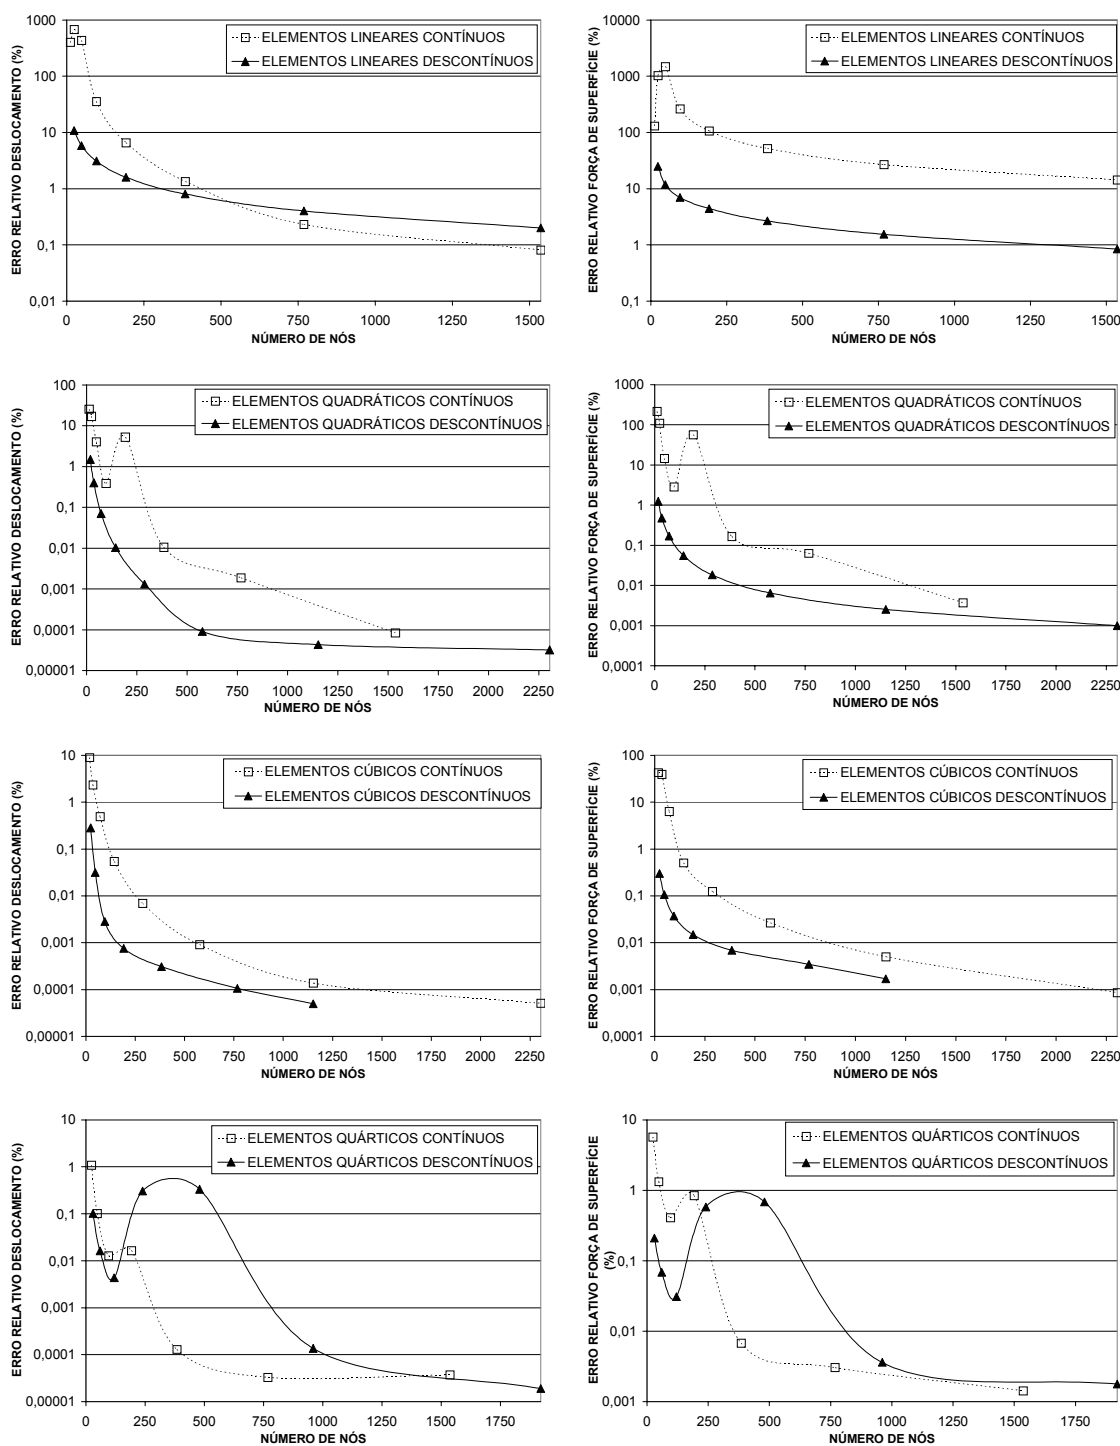 ERRO RELATIVO DESLOCAMENTO (%)
1000
100
10
1
0,1
0,01
ELEMENTOS LINEARES CONTÍNUOS
ELEMENTOS LINEARES DESCONTÍNUOS
0 250 500 750 1000 1250 1500
NÚMERO DE NÓS
ERRO RELATIVO FORÇA DE SUPERFÍCIE (%)
10000
1000
100
10
1
0,1
ELEMENTOS LINEARES CONTÍNUOS
ELEMENTOS LINEARES DESCONTÍNUOS
0 250 500 750 1000 1250 1500
NÚMERO DE NÓS
ERRO RELATIVO DESLOCAMENTO (%)
100
10
1
0,1
0,01
0,001
0,0001
0,00001
ELEMENTOS QUADRÁTICOS CONTÍNUOS
ELEMENTOS QUADRÁTICOS DESCONTÍNUOS
0 250 500 750 1000 1250 1500 1750 2000 2250
NÚMERO DE NÓS
ERRO RELATIVO FORÇA DE SUPERFÍCIE (%)
1000
100
10
1
0,1
0,01
0,001
0,0001
ELEMENTOS QUADRÁTICOS CONTÍNUOS
ELEMENTOS QUADRÁTICOS DESCONTÍNUOS
0 250 500 750 1000 1250 1500 1750 2000 2250
NÚMERO DE NÓS
ERRO RELATIVO DESLOCAMENTO (%)
10
1
0,1
0,01
0,001
0,0001
0,00001
ELEMENTOS CÚBICOS CONTÍNUOS
ELEMENTOS CÚBICOS DESCONTÍNUOS
0 250 500 750 1000 1250 1500 1750 2000 2250
NÚMERO DE NÓS
ERRO RELATIVO FORÇA DE SUPERFÍCIE (%)
100
10
1
0,1
0,01
0,001
0,0001
ELEMENTOS CÚBICOS CONTÍNUOS
ELEMENTOS CÚBICOS DESCONTÍNUOS
0 250 500 750 1000 1250 1500 1750 2000 2250
NÚMERO DE NÓS
ERRO RELATIVO DESLOCAMENTO (%)
10
1
0,1
0,01
0,001
0,0001
0,00001
ELEMENTOS QUÁRTICOS CONTÍNUOS
ELEMENTOS QUÁRTICOS DESCONTÍNUOS
0 250 500 750 1000 1250 1500 1750
NÚMERO DE NÓS
ERRO RELATIVO FORÇA DE SUPERFÍCIE
(%)
10
1
0,1
0,01
0,001
ELEMENTOS QUÁRTICOS CONTÍNUOS
ELEMENTOS QUÁRTICOS DESCONTÍNUOS
0 250 500 750 1000 1250 1500 1750
NÚMERO DE NÓS